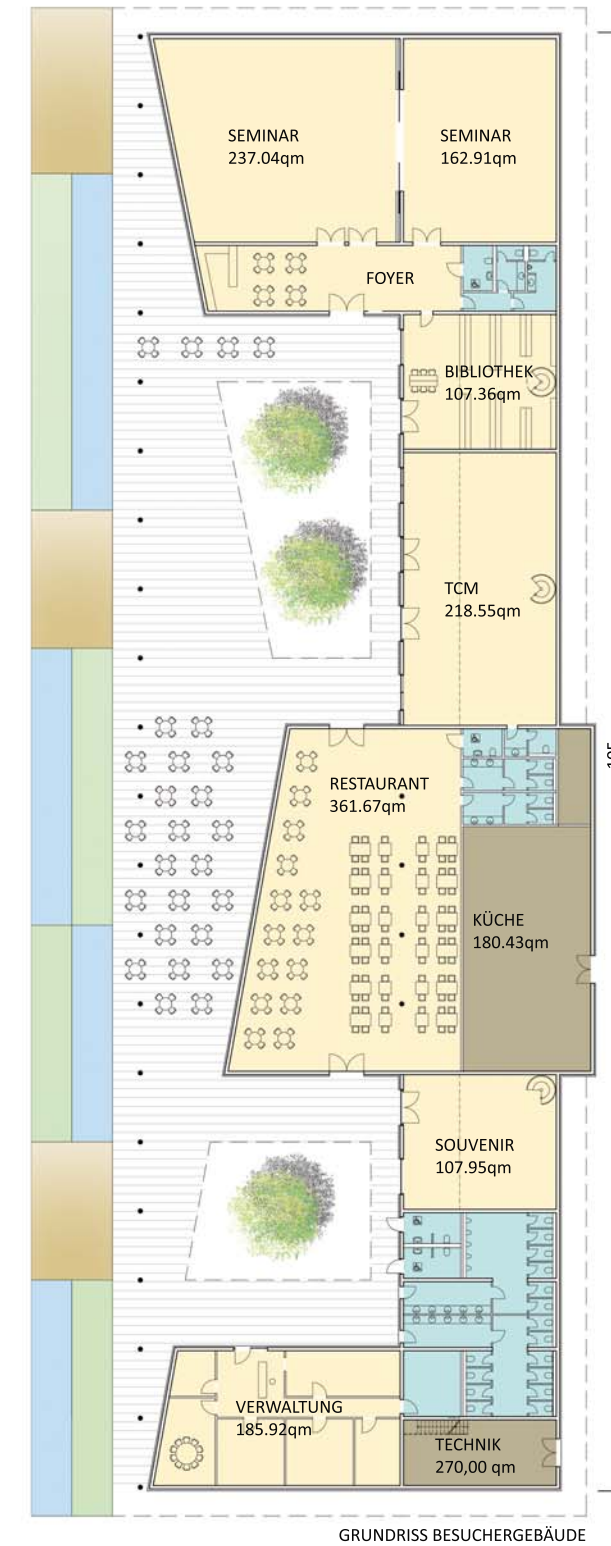 SEMINAR
237.04qm
SEMINAR
162.91qm
FOYER
BIBLIOTHEK
107.36qm
TCM
218.55qm
RESTAURANT
361.67qm
KÜCHE
180.43qm
SOUVENIR
107.95qm
VERWALTUNG
185.92qm
TECHNIK
270,00 qm
GRUNDRISS BESUCHERGEBÄUDE